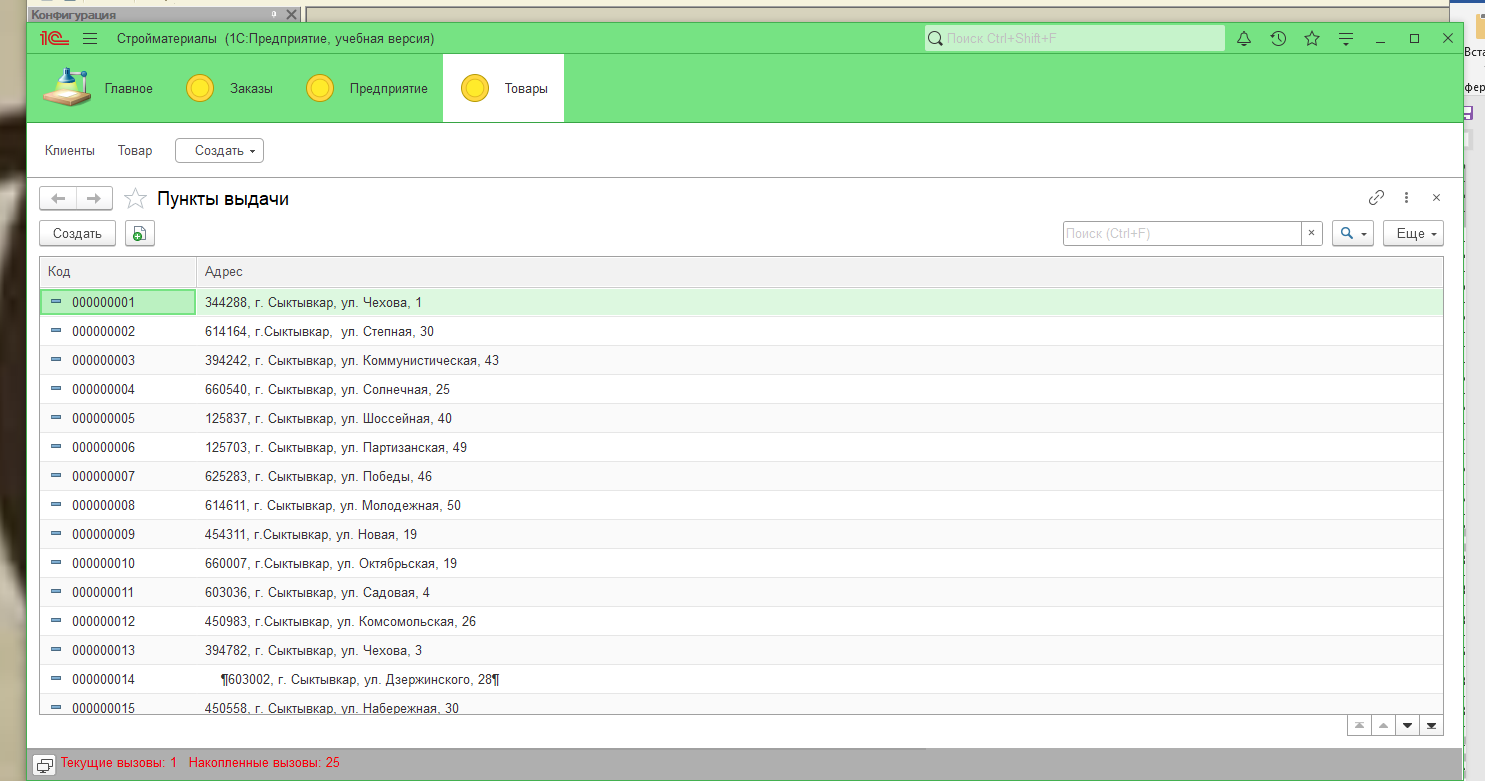 Конфигурация
1С Стройматериалы (1С:Предприятие, учебная версия) Поиск Ctrl+Shift+F
Главное Заказы Предприятие Товары
Клиенты Товар Создать
Пункты выдачи
Создать Поиск (Ctrl+F) × Еще
Код Адрес
000000001 344288, г. Сыктывкар, ул. Чехова, 1
000000002 614164, г.Сыктывкар,  ул. Степная, 30
000000003 394242, г. Сыктывкар, ул. Коммунистическая, 43
000000004 660540, г. Сыктывкар, ул. Солнечная, 25
000000005 125837, г. Сыктывкар, ул. Шоссейная, 40
000000006 125703, г. Сыктывкар, ул. Партизанская, 49
000000007 625283, г. Сыктывкар, ул. Победы, 46
000000008 614611, г. Сыктывкар, ул. Молодежная, 50
000000009 454311, г.Сыктывкар, ул. Новая, 19
000000010 660007, г.Сыктывкар, ул. Октябрьская, 19
000000011 603036, г. Сыктывкар, ул. Садовая, 4
000000012 450983, г.Сыктывкар, ул. Комсомольская, 26
000000013 394782, г. Сыктывкар, ул. Чехова, 3
000000014 ¶603002, г. Сыктывкар, ул. Дзержинского, 28¶
000000015 450558, г. Сыктывкар, ул. Набережная, 30
Текущие вызовы: 1 Накопленные вызовы: 25